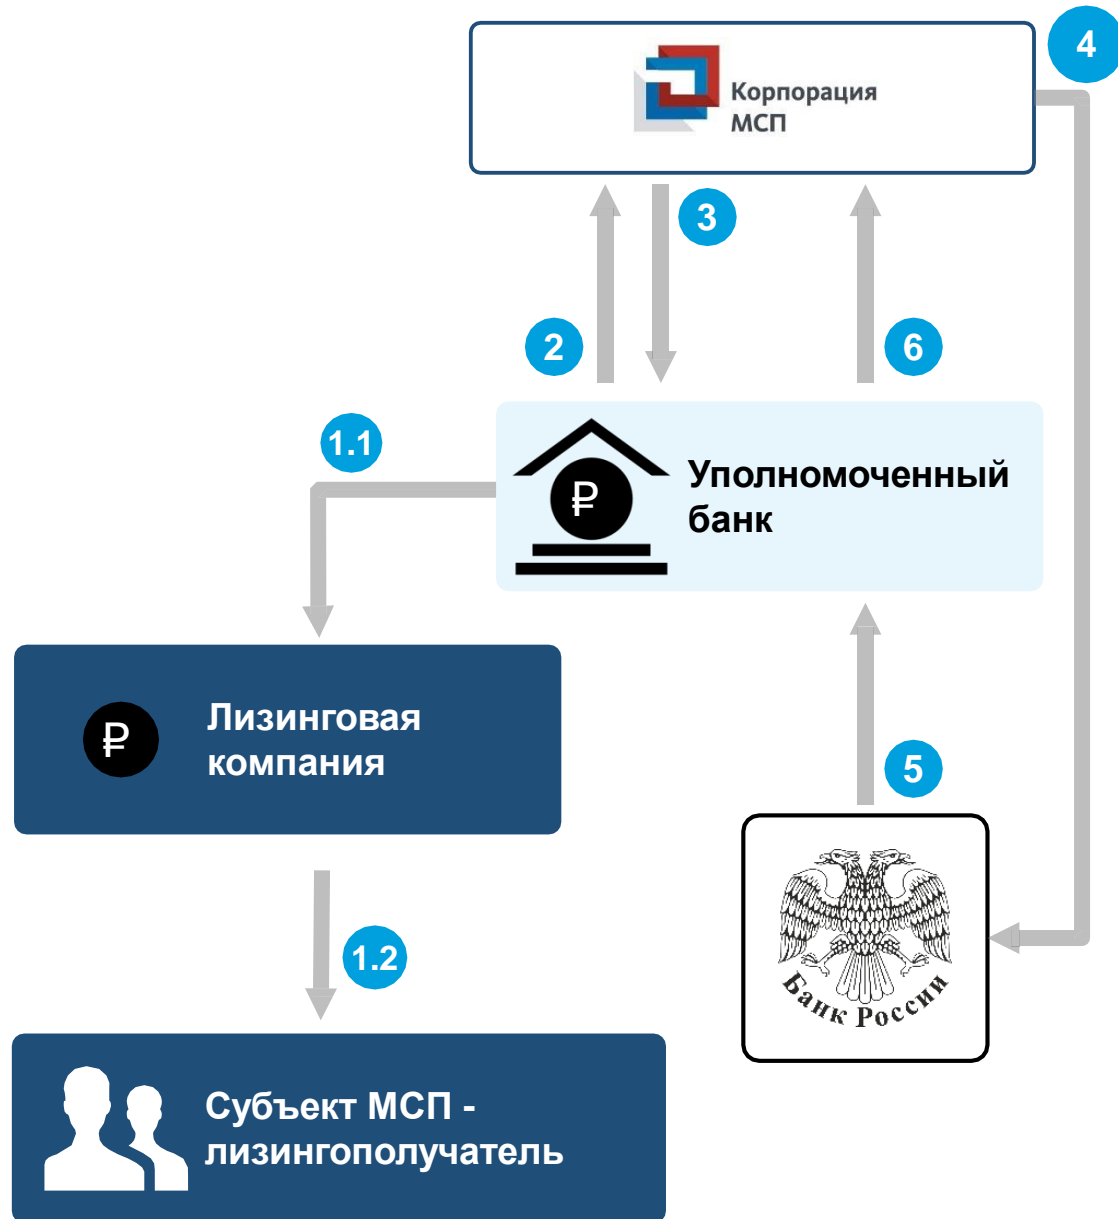 4
Корпорация
МСП
3
2
6
1.1
₽
Уполномоченный
банк
₽
Лизинговая
компания
5
1.2
Банк России
Субъект МСП -
лизингополучатель